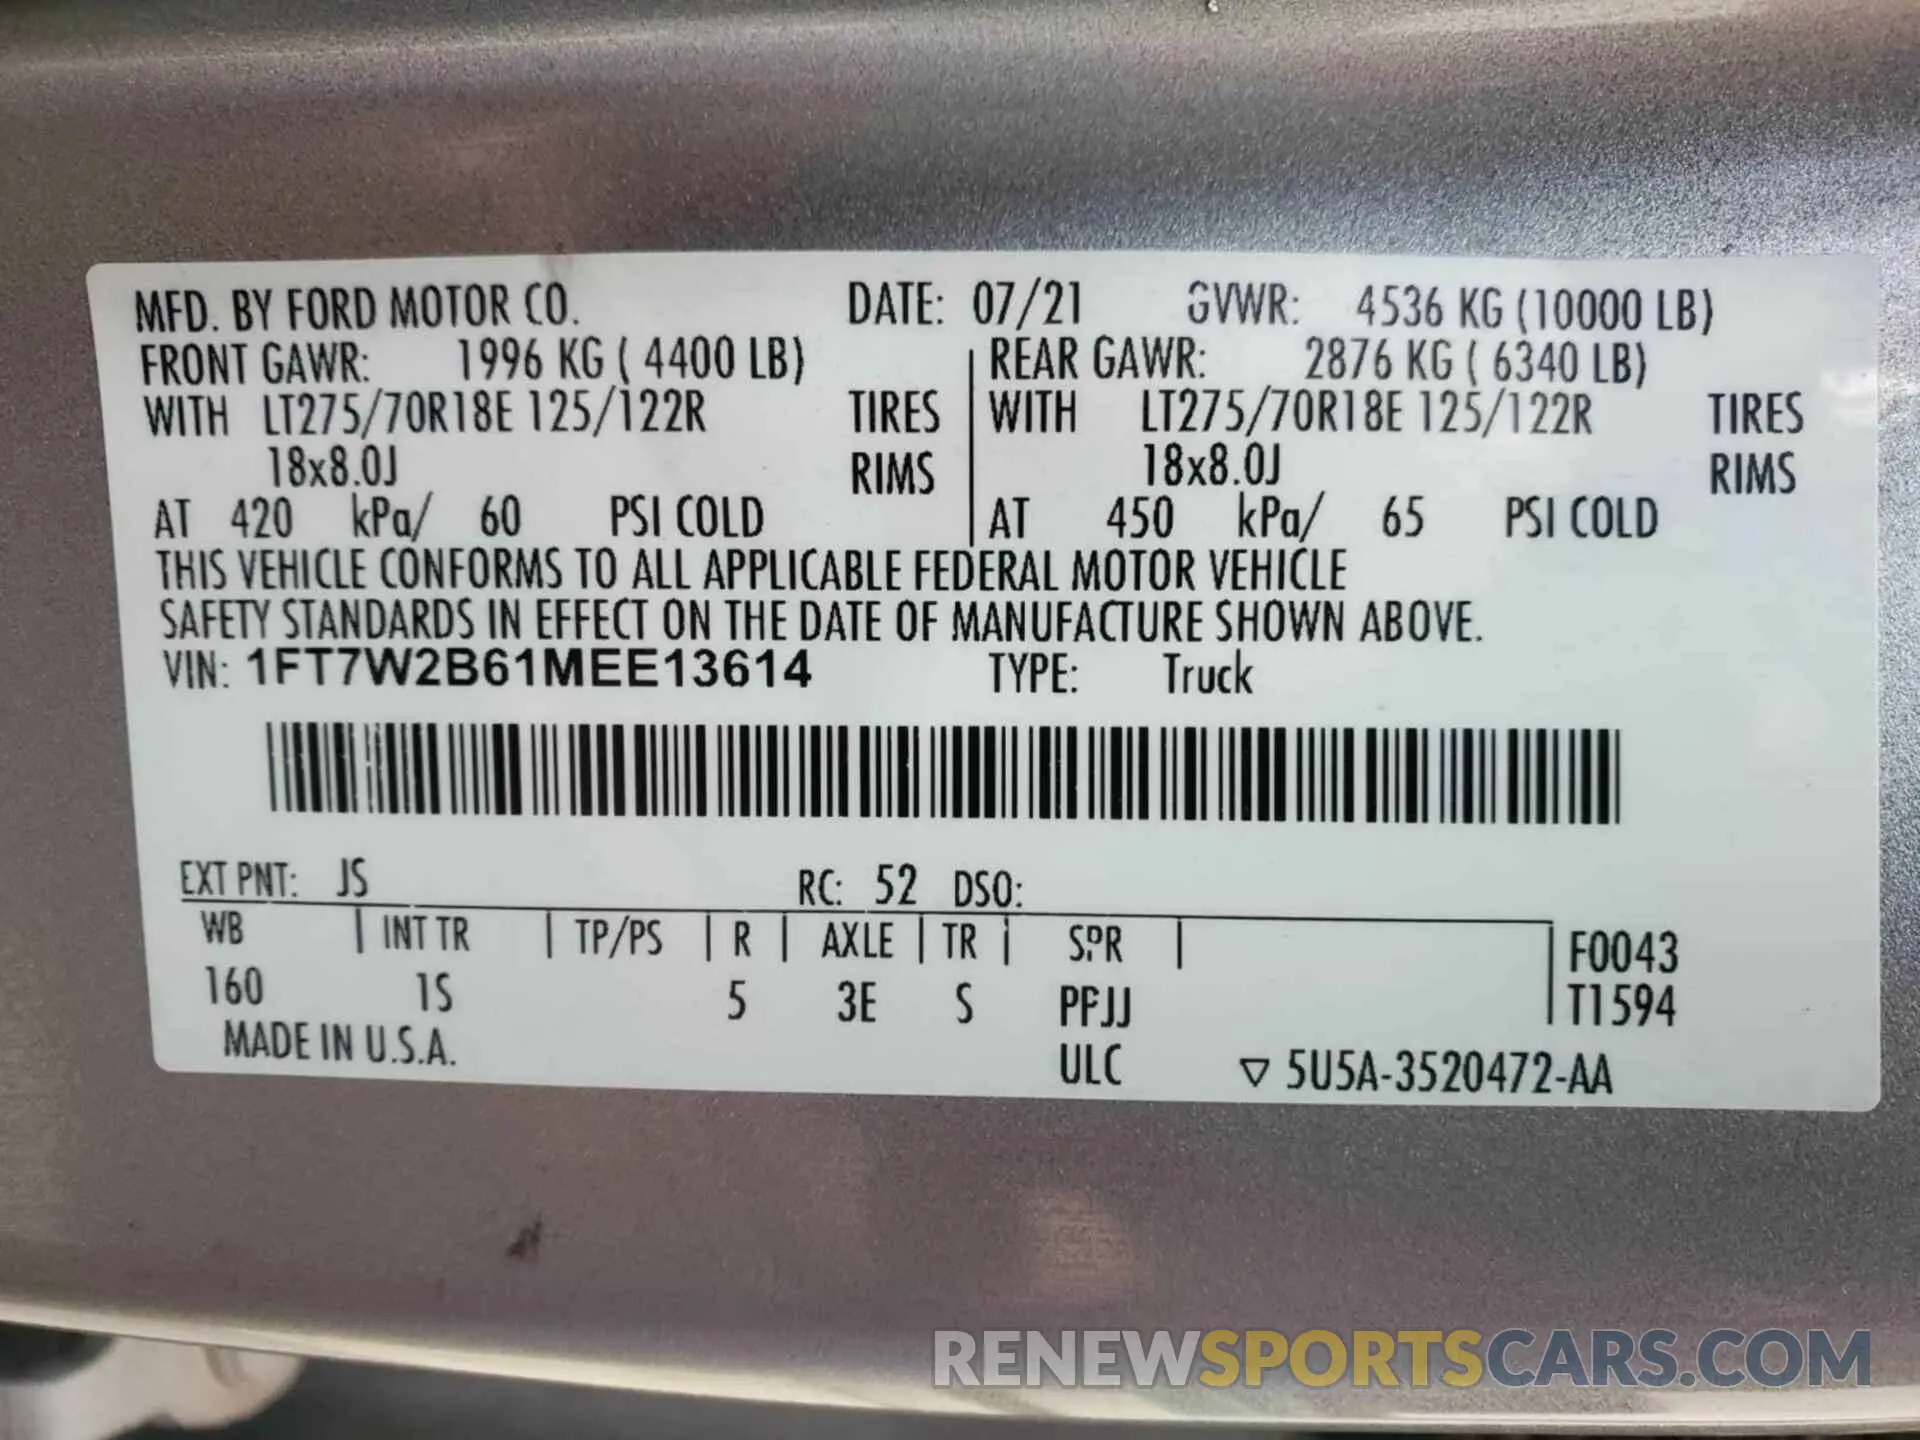 MFD. BY FORD MOTOR CO. DATE: 07/21 GVWR: 4536 KG (10000 LB)
FRONT GAWR: 1996 KG ( 4400 LB) REAR GAWR: 2876 KG ( 6340 LB)
WITH LT275/70R18E 125/122R TIRES WITH LT275/70R18E 125/122R TIRES
18x8.0J RIMS 18x8.0J RIMS
AT 420 kPa/ 60 PSI COLD AT 450 kPa/ 65 PSI COLD
THIS VEHICLE CONFORMS TO ALL APPLICABLE FEDERAL MOTOR VEHICLE
SAFETY STANDARDS IN EFFECT ON THE DATE OF MANUFACTURE SHOWN ABOVE.
VIN: 1FT7W2B61MEE13614 TYPE: Truck
EXT PNT: JS RC: 52 DSO:
WB INT TR TP/PS R AXLE TR SPR F0043
160 1S 5 3E S T1594
MADE IN U.S.A. ULC ▽ 5U5A-3520472-AA
RENEWSPORTSCARS.COM